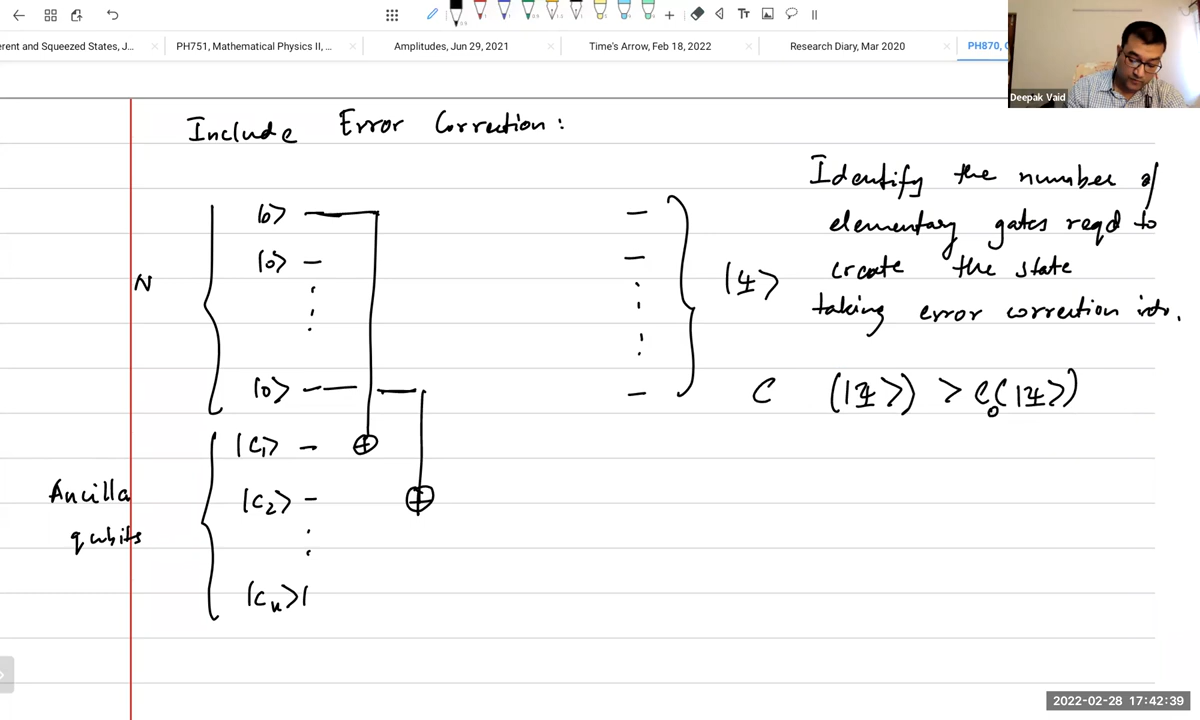 erent and Squeezed States, J...
PH751, Mathematical Physics II, ...
Amplitudes, Jun 29, 2021
Time's Arrow, Feb 18, 2022
Research Diary, Mar 2020
PH870,
Deepak Vaid
Include Error Correction:
Identify the number of
elementary gates reqd to
create the state
taking error correction into.
|0>
|0>
N
|ψ>
|0>
C (|Ψ>) > C₀(|Ψ>)
|C₁>
Ancilla
qubits
|C₂>
|Cₙ>
2022-02-28 17:42:39